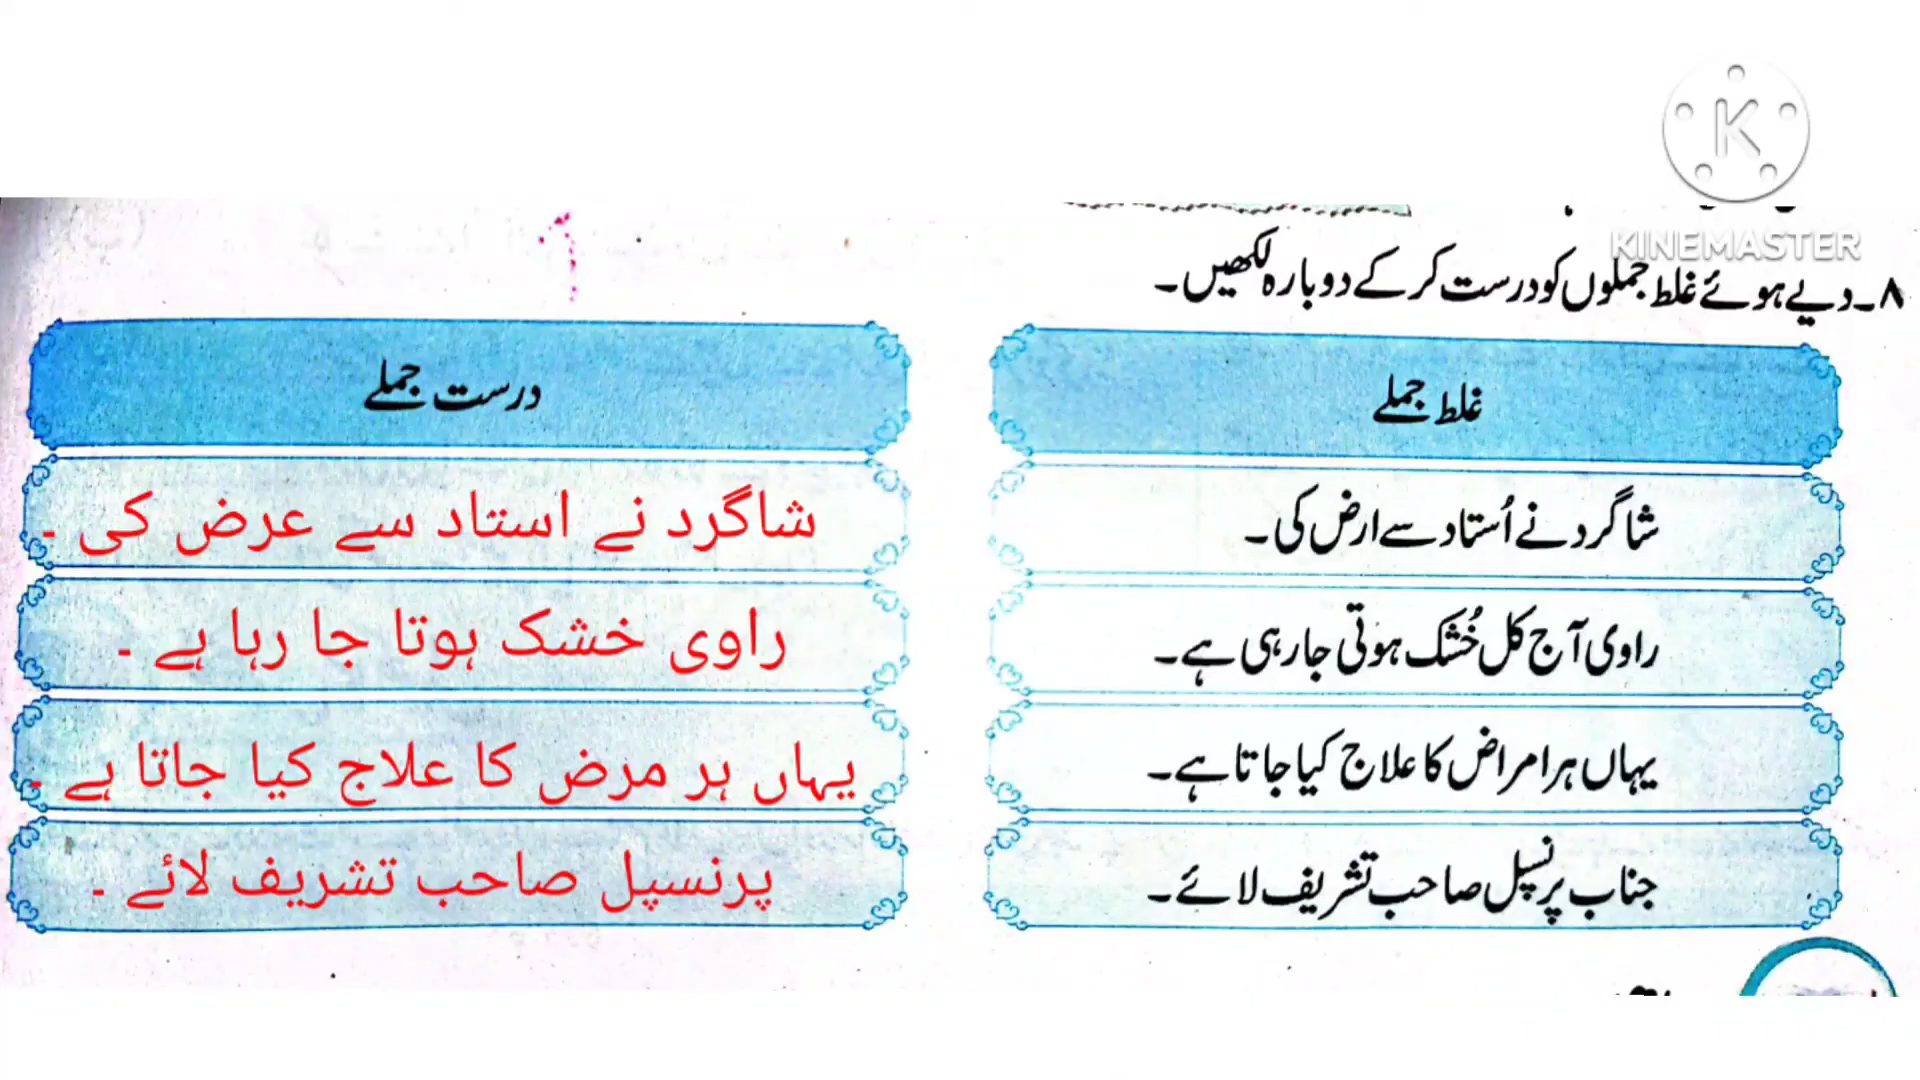 KINEMASTER
۸۔ دیے ہوئے غلط جملوں کو درست کر کے دوبارہ لکھیں۔
غلط جملے
درست جملے
شاگرد نے اُستاد سے ارض کی۔
شاگرد نے استاد سے عرض کی ۔
راوی آج کل خُشک ہوتی جا رہی ہے۔
راوی خشک ہوتا جا رہا ہے ۔
یہاں ہر امراض کا علاج کیا جاتا ہے۔
یہاں ہر مرض کا علاج کیا جاتا ہے ۔
جناب پرنسپل صاحب تشریف لائے۔
پرنسپل صاحب تشریف لائے ۔